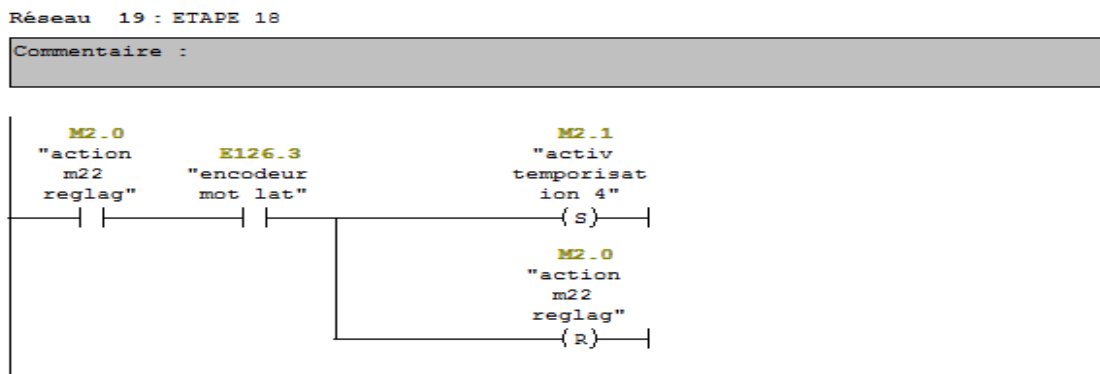 Réseau 19 : ETAPE 18
Commentaire :
M2.0
"action
m22
reglag"
E126.3
"encodeur
mot lat"
M2.1
"activ
temporisat
ion 4"
S
M2.0
"action
m22
reglag"
R